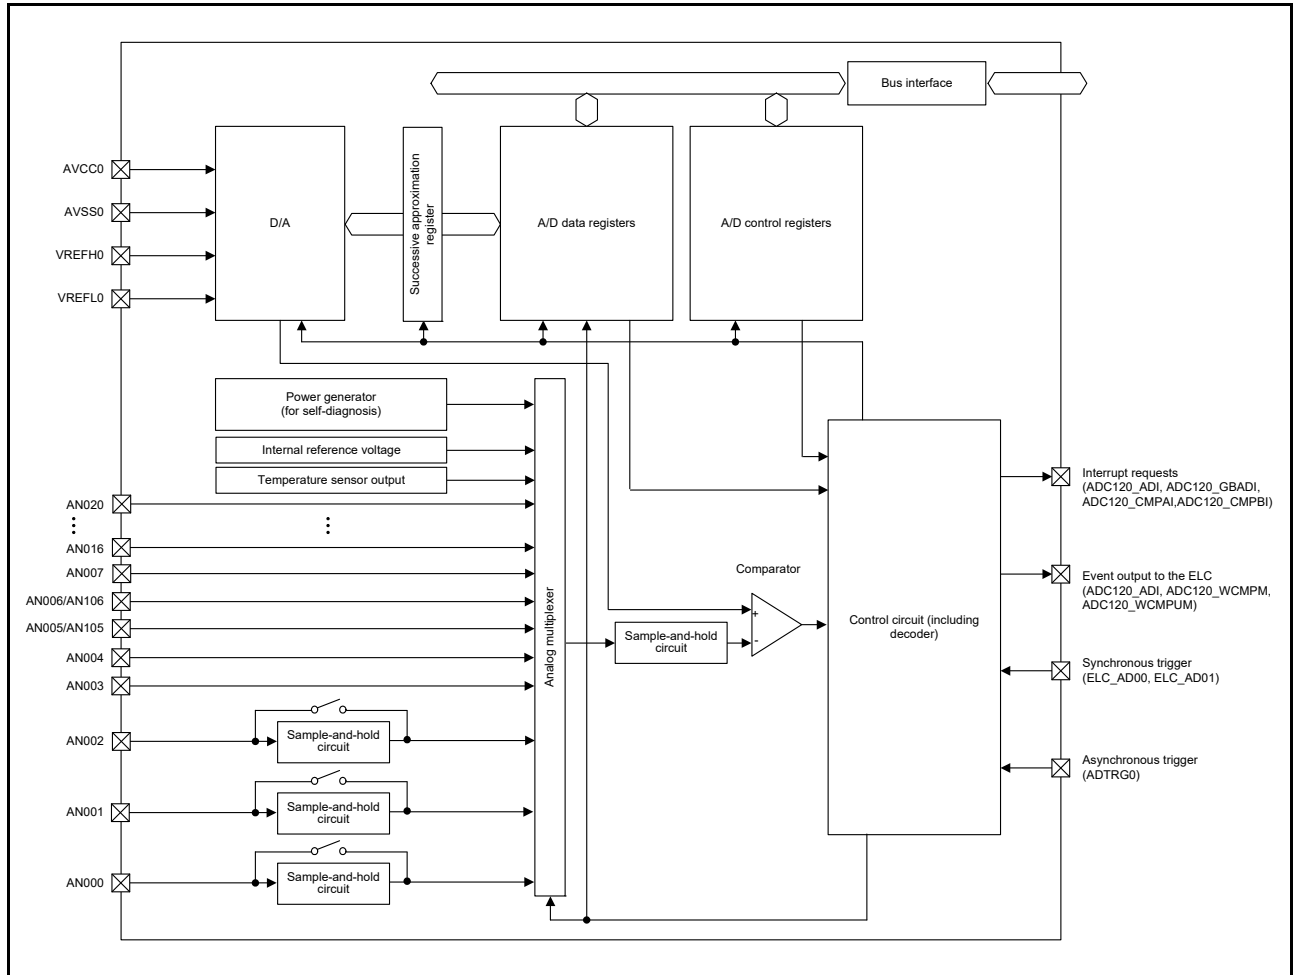 Bus interface
AVCC0
AVSS0
VREFH0
VREFL0
D/A
Successive approximation
register
A/D data registers
A/D control registers
Power generator
(for self-diagnosis)
Internal reference voltage
Temperature sensor output
AN020
AN016
AN007
AN006/AN106
AN005/AN105
AN004
AN003
AN002
AN001
AN000
Sample-and-hold
circuit
Sample-and-hold
circuit
Sample-and-hold
circuit
Analog multiplexer
Sample-and-hold
circuit
Comparator
+
-
Control circuit (including
decoder)
Interrupt requests
(ADC120_ADI, ADC120_GBADI,
ADC120_CMPAI,ADC120_CMPBI)
Event output to the ELC
(ADC120_ADI, ADC120_WCMPM,
ADC120_WCMPUM)
Synchronous trigger
(ELC_AD00, ELC_AD01)
Asynchronous trigger
(ADTRG0)